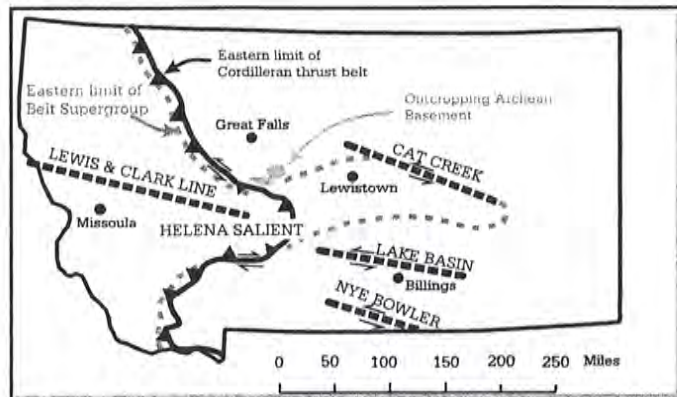 Eastern limit of
Cordilleran thrust belt
Eastern limit of
Belt Supergroup
Great Falls
Outcropping Archean
Basement
LEWIS & CLARK LINE
CAT CREEK
Lewistown
Missoula
HELENA SALIENT
LAKE BASIN
Billings
NYE BOWLER
0 50 100 150 200 250 Miles